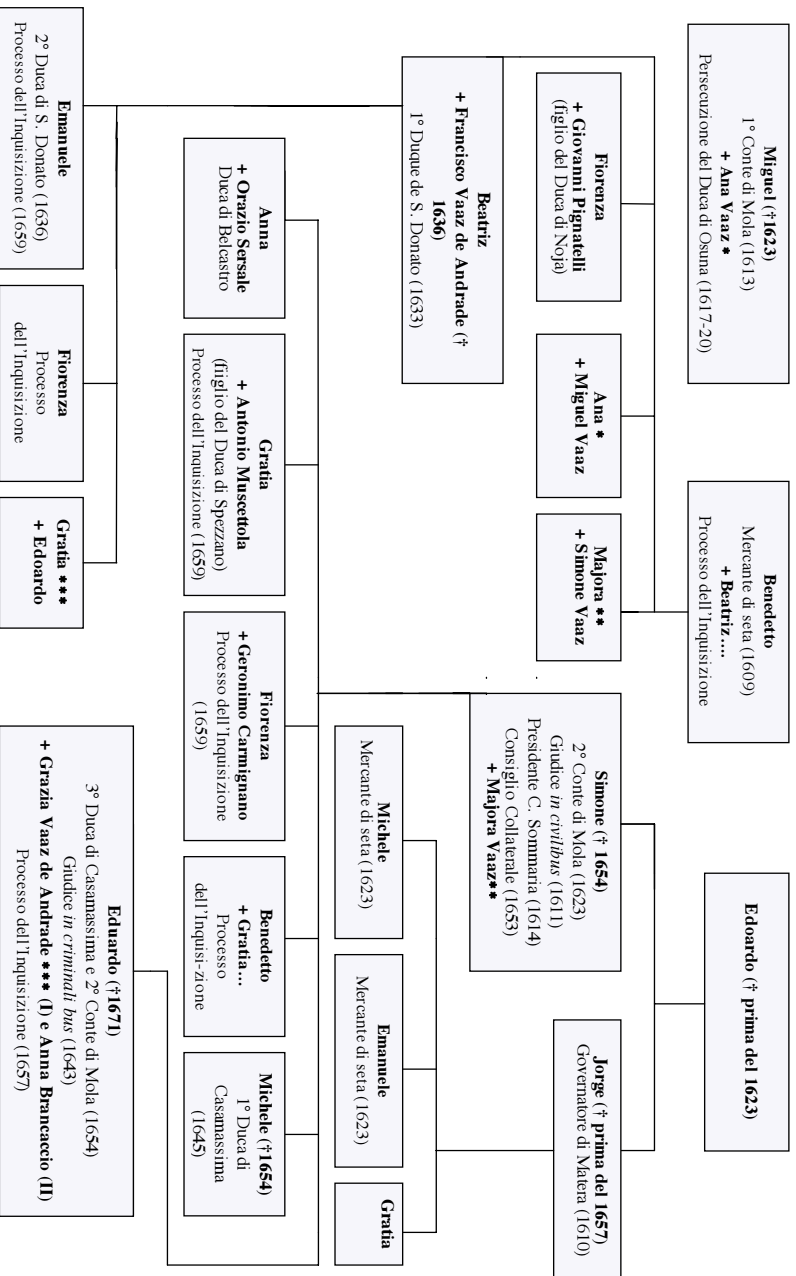 Miguel (†1623)
1° Conte di Mola (1613)
+ Ana Vaaz *
Persecuzione del Duca di Osuna (1617-20)
Benedetto
Mercante di seta (1609)
+ Beatriz….
Processo dell'Inquisizione
Edoardo († prima del 1623)
Fiorenza
+ Giovanni Pignatelli
(figlio del Duca di Noja)
Ana *
+ Miguel Vaaz
Majora **
+ Simone Vaaz
Simone († 1654)
2° Conte di Mola (1623)
Giudice in civilibus (1611)
Presidente C. Sommaria (1614)
Consiglio Collaterale (1653)
+ Majora Vaaz**
Jorge († prima del 1657)
Governatore di Matera (1610)
Beatriz
+ Francisco Vaaz de Andrade (†
1636)
1° Duque de S. Donato (1633)
Michele
Mercante di seta (1623)
Emanuele
Mercante di seta (1623)
Gratia
Anna
+ Orazio Sersale
Duca di Belcastro
Gratia
+ Antonio Muscettola
(fiiglio del Duca di Spezzano)
Processo dell'Inquisizione (1659)
Fiorenza
+ Geronimo Carmignano
Processo dell'Inquisizione
(1659)
Benedetto
+ Gratia…
Processo
dell'Inquisi-zione
Michele (†1654)
1° Duca di
Casamassima
(1645)
Emanuele
2° Duca di S. Donato (1636)
Processo dell'Inquisizione (1659)
Fiorenza
Processo
dell'Inquisizione
Gratia ***
+ Edoardo
Eduardo (†1671)
3° Duca di Casamassima e 2° Conte di Mola (1654)
Giudice in criminali bus (1643)
+ Grazia Vaaz de Andrade *** (I) e Anna Brancaccio (II)
Processo dell'Inquisizione (1657)